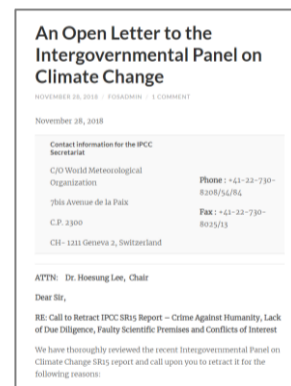 An Open Letter to the
Intergovernmental Panel on
Climate Change
NOVEMBER 28, 2018 / FOSADMIN / 1 COMMENT
November 28, 2018
Contact information for the IPCC
Secretariat
C/O World Meteorological
Organization
7bis Avenue de la Paix
C.P. 2300
CH- 1211 Geneva 2, Switzerland
Phone : +41-22-730-
8208/54/84
Fax : +41-22-730-
8025/13
ATTN: Dr. Hoesung Lee, Chair
Dear Sir,
RE: Call to Retract IPCC SR15 Report – Crime Against Humanity, Lack
of Due Diligence, Faulty Scientific Premises and Conflicts of Interest
We have thoroughly reviewed the recent Intergovernmental Panel on
Climate Change SR15 report and call upon you to retract it for the
following reasons: